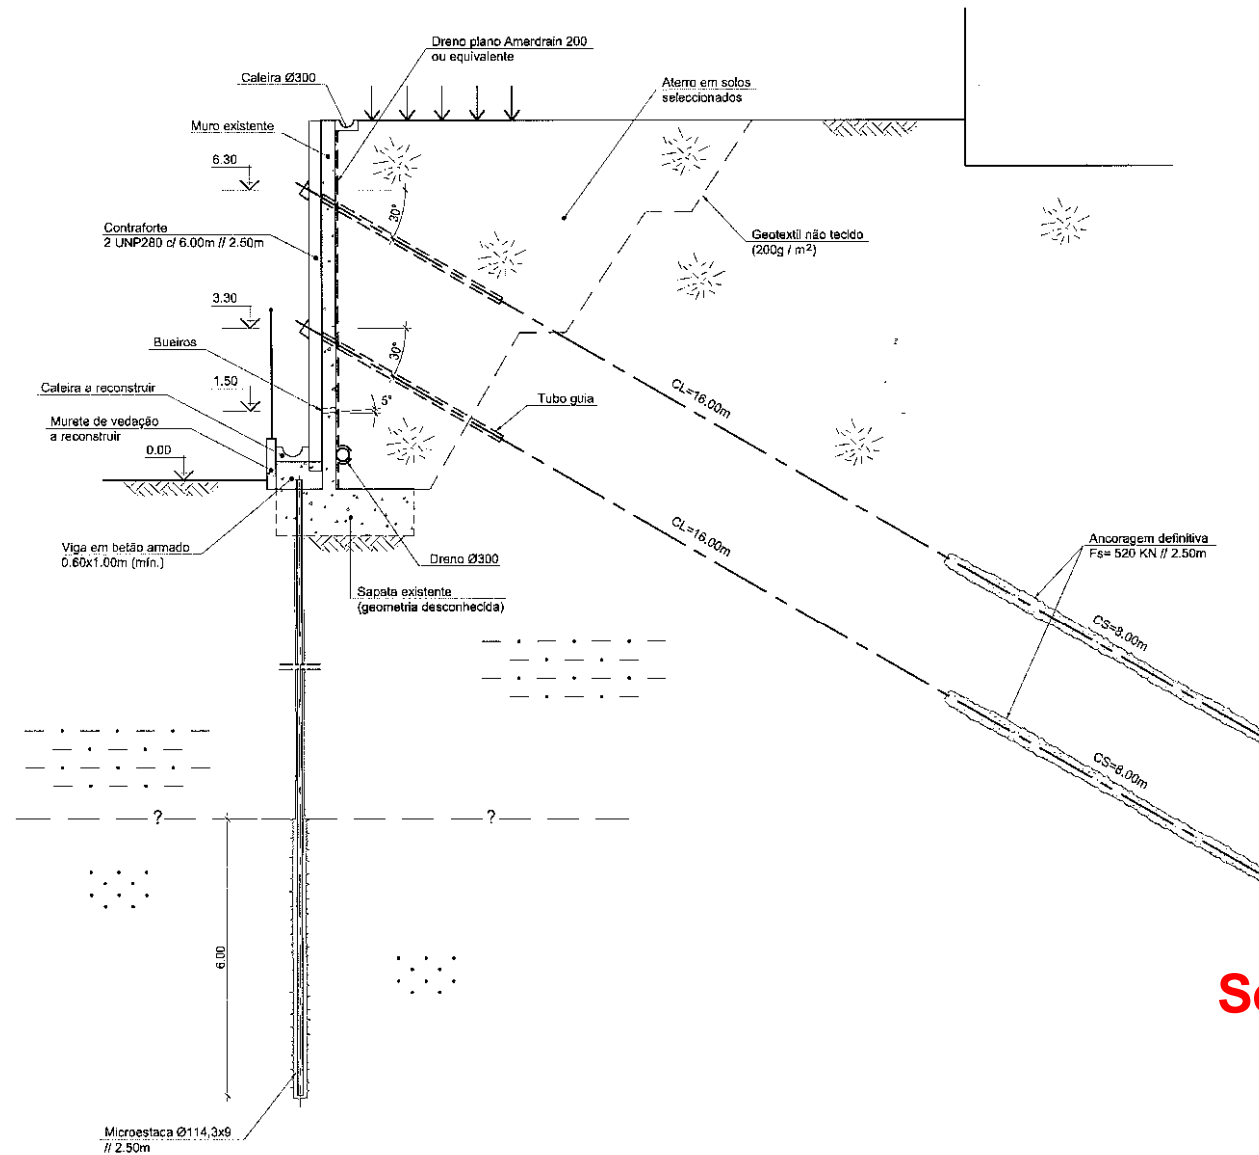 Dreno plano Amerdrain 200
ou equivalente
Caleira Ø300
Aterro em solos
seleccionados
Muro existente
6.30
30°
Contraforte
2 UNP280 c/ 6.00m // 2.50m
Geotextil não tecido
(200g / m²)
3.30
Bueiros
30°
1.50
Caleira a reconstruir
5°
Tubo guia
CL=16.00m
Murete de vedação
a reconstruir
0.00
CL=16.00m
Viga em betão armado
0.60x1.00m (mín.)
Dreno Ø300
Ancoragem definitiva
Fs= 520 KN // 2.50m
Sapata existente
(geometria desconhecida)
CS=8.00m
CS=8.00m
? ?
6.00
Microestaca Ø114,3x9
// 2.50m